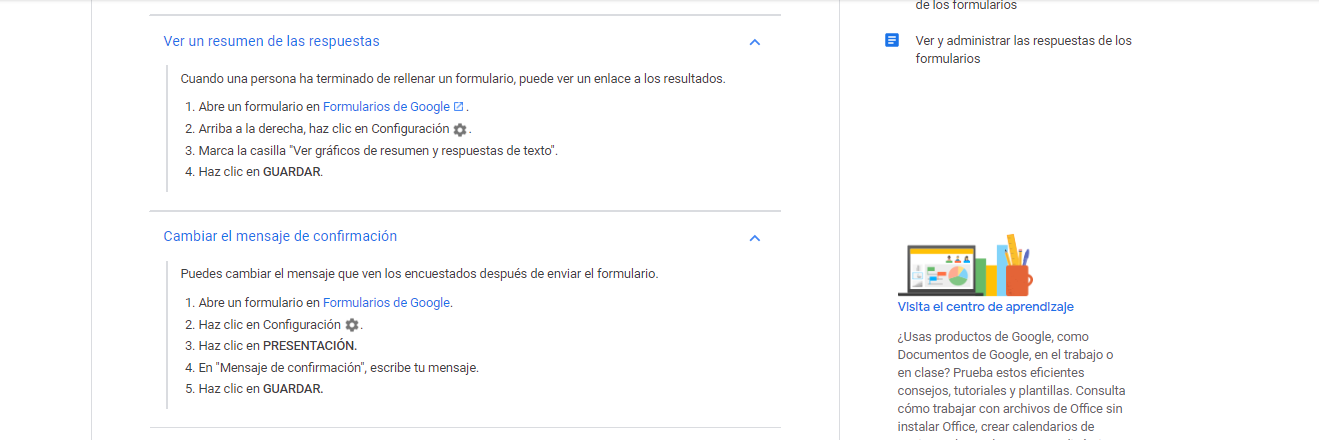 Ver un resumen de las respuestas
Cuando una persona ha terminado de rellenar un formulario, puede ver un enlace a los resultados.
1. Abre un formulario en Formularios de Google.
2. Arriba a la derecha, haz clic en Configuración.
3. Marca la casilla "Ver gráficos de resumen y respuestas de texto".
4. Haz clic en GUARDAR.
Cambiar el mensaje de confirmación
Puedes cambiar el mensaje que ven los encuestados después de enviar el formulario.
1. Abre un formulario en Formularios de Google.
2. Haz clic en Configuración.
3. Haz clic en PRESENTACIÓN.
4. En "Mensaje de confirmación", escribe tu mensaje.
5. Haz clic en GUARDAR.
de los formularios
Ver y administrar las respuestas de los
formularios
Visita el centro de aprendizaje
¿Usas productos de Google, como
Documentos de Google, en el trabajo o
en clase? Prueba estos eficientes
consejos, tutoriales y plantillas. Consulta
cómo trabajar con archivos de Office sin
instalar Office, crear calendarios de